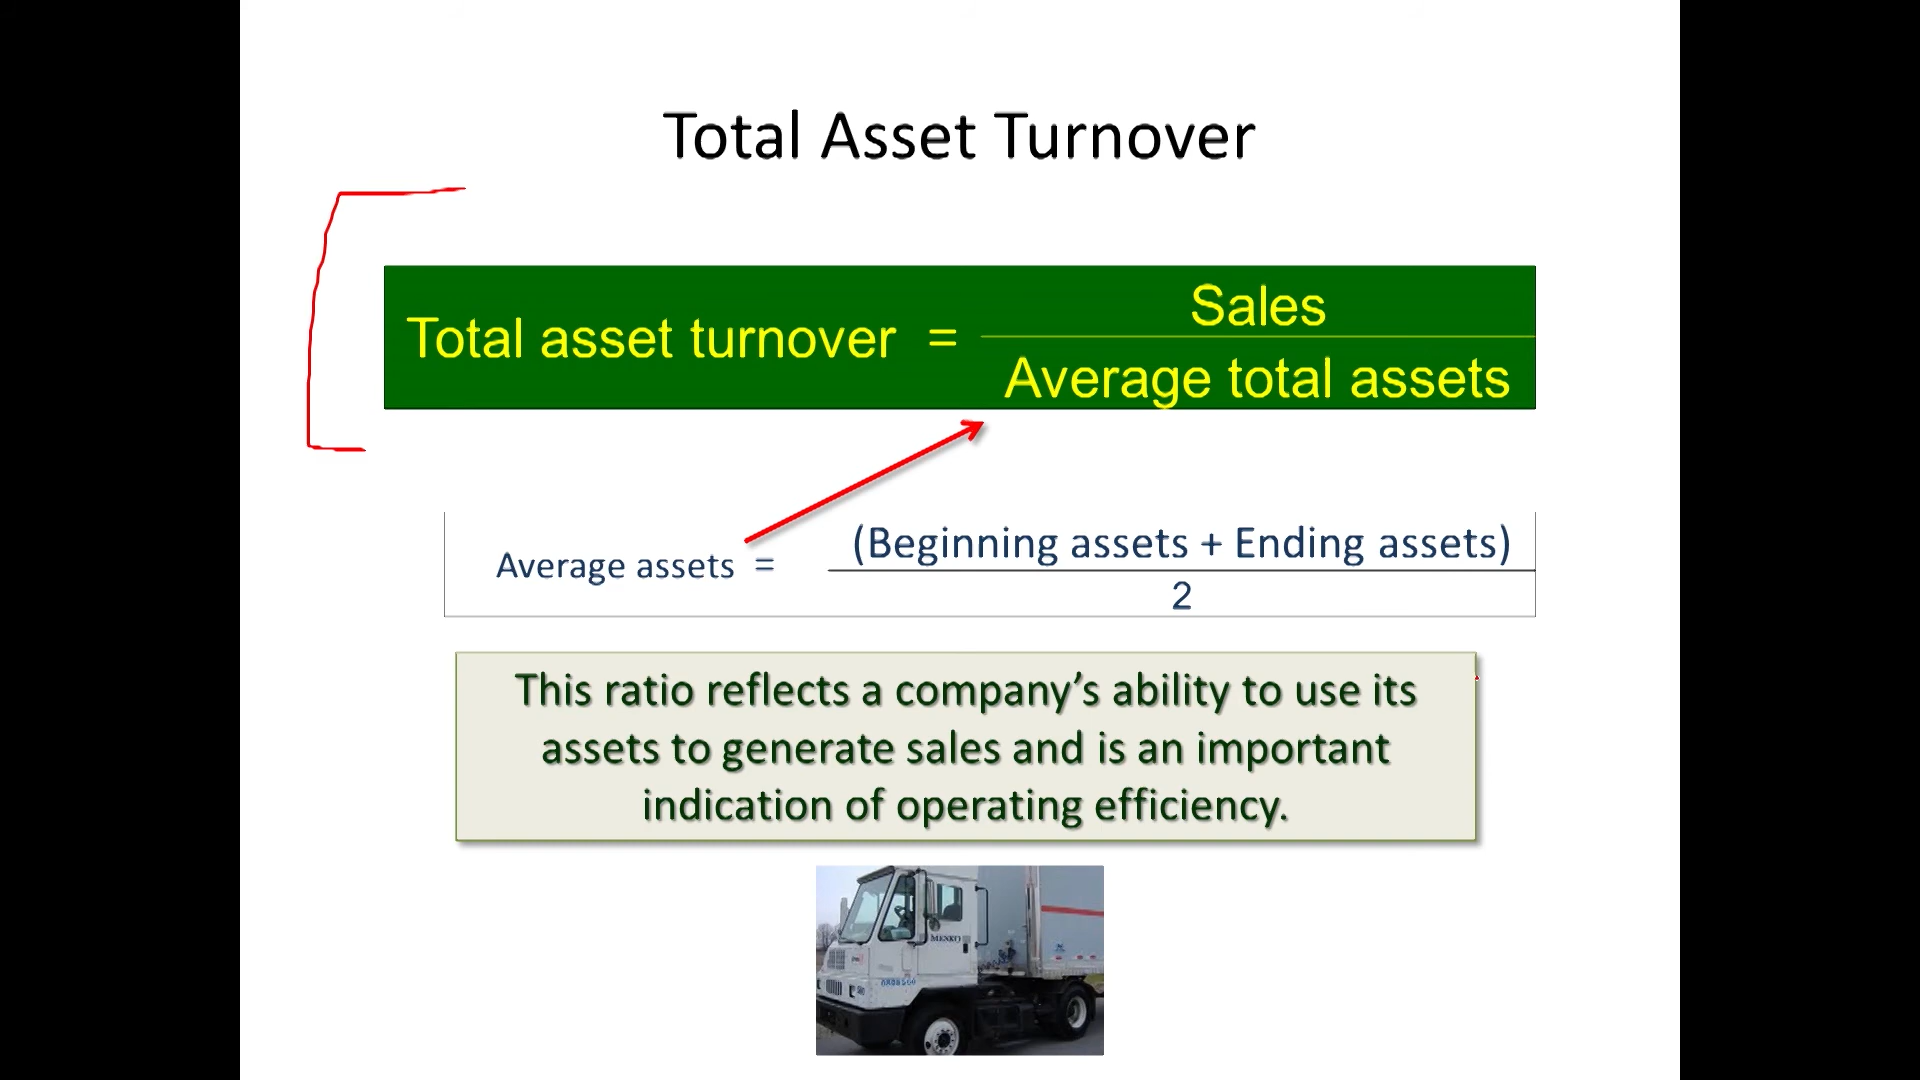 Total Asset Turnover
Total asset turnover = Sales
Average total assets
Average assets = (Beginning assets + Ending assets)
2
This ratio reflects a company’s ability to use its
assets to generate sales and is an important
indication of operating efficiency.